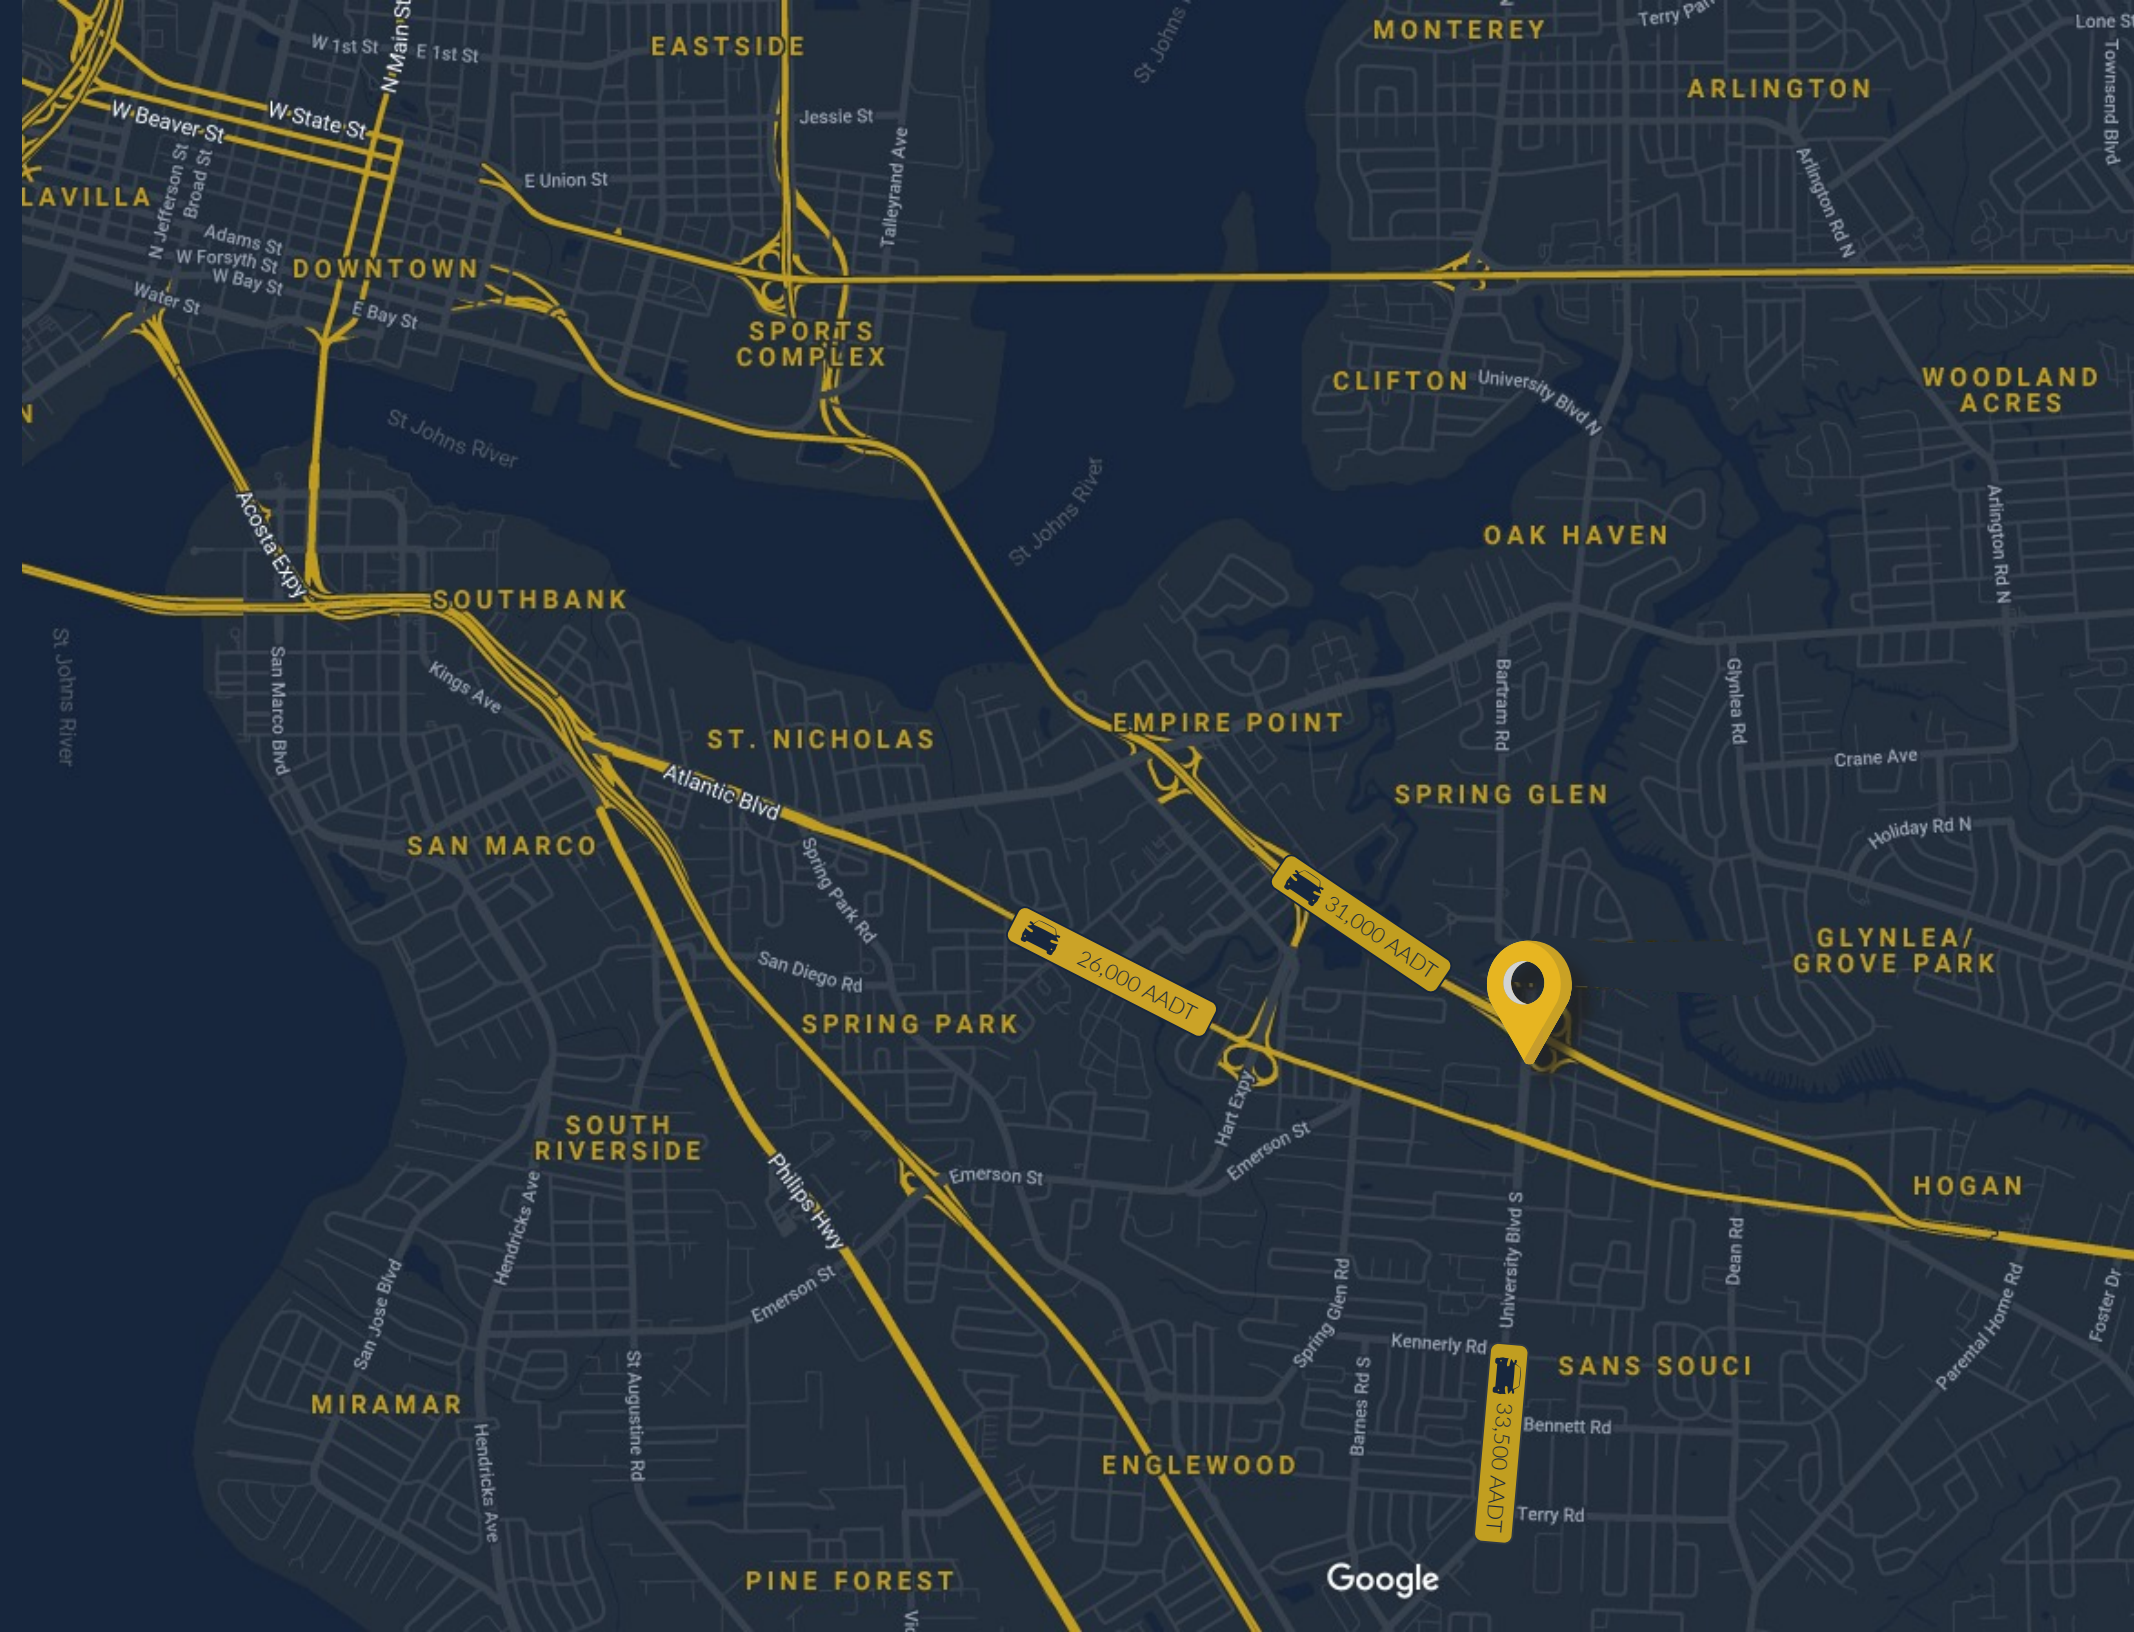 MONTEREY
Terry Par
Lone St
EASTSIDE
W 1st St
E 1st St
N Main St
St Johns
ARLINGTON
Townsend Blvd
W State St
W Beaver St
Jessie St
Talleyrand Ave
Arlington Rd N
N Jefferson St
Broad St
E Union St
LAVILLA
Adams St
W Forsyth St
W Bay St
DOWNTOWN
Water St
E Bay St
SPORTS
COMPLEX
CLIFTON
University Blvd N
WOODLAND
ACRES
N
St Johns River
St Johns River
Acosta Expy
OAK HAVEN
Arlington Rd N
SOUTHBANK
St Johns River
San Marco Blvd
Kings Ave
Bartram Rd
Glynlea Rd
ST. NICHOLAS
EMPIRE POINT
Crane Ave
Atlantic Blvd
SPRING GLEN
Holiday Rd N
SAN MARCO
Spring Park Rd
31,000 AADT
26,000 AADT
GLYNLEA/
GROVE PARK
San Diego Rd
SPRING PARK
Hart Expy
Emerson St
SOUTH
RIVERSIDE
Philips Hwy
Emerson St
HOGAN
Hendricks Ave
University Blvd S
Dean Rd
San Jose Blvd
Emerson St
Spring Glen Rd
Parental Home Rd
Foster Dr
Kennerly Rd
SANS SOUCI
St Augustine Rd
Barnes Rd S
33,500 AADT
Bennett Rd
MIRAMAR
Hendricks Ave
ENGLEWOOD
Terry Rd
PINE FOREST
Google
Vic